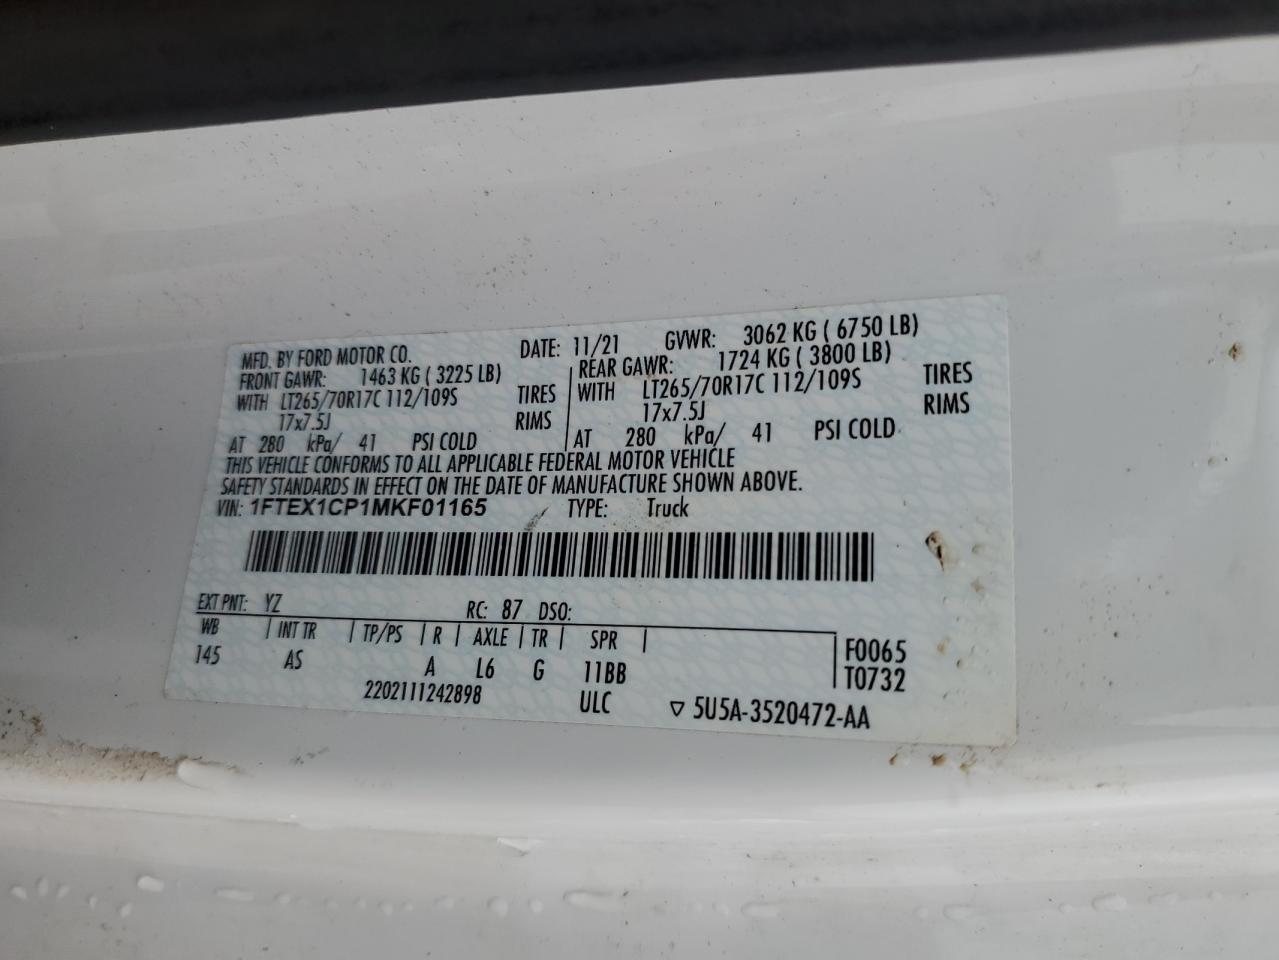 MFD. BY FORD MOTOR CO. DATE: 11/21 GVWR: 3062 KG ( 6750 LB)
FRONT GAWR: 1463 KG ( 3225 LB) REAR GAWR: 1724 KG ( 3800 LB)
WITH LT265/70R17C 112/109S TIRES WITH LT265/70R17C 112/109S TIRES
17x7.5J RIMS 17x7.5J RIMS
AT 280 kPa/ 41 PSI COLD AT 280 kPa/ 41 PSI COLD
THIS VEHICLE CONFORMS TO ALL APPLICABLE FEDERAL MOTOR VEHICLE
SAFETY STANDARDS IN EFFECT ON THE DATE OF MANUFACTURE SHOWN ABOVE.
VIN: 1FTEX1CP1MKF01165 TYPE: Truck
EXT PNT: YZ RC: 87 DSO:
WB INT TR TP/PS R AXLE TR SPR F0065
145 AS A L6 G 11BB T0732
2202111242898 ULC ▽ 5U5A-3520472-AA